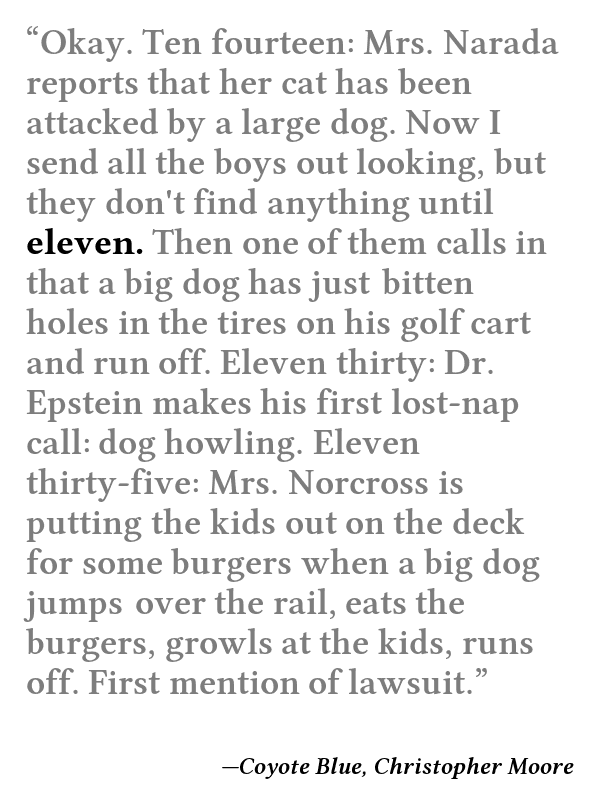 “Okay. Ten fourteen: Mrs. Narada
reports that her cat has been
attacked by a large dog. Now I
send all the boys out looking, but
they don't find anything until
eleven. Then one of them calls in
that a big dog has just bitten
holes in the tires on his golf cart
and run off. Eleven thirty: Dr.
Epstein makes his first lost-nap
call: dog howling. Eleven
thirty-five: Mrs. Norcross is
putting the kids out on the deck
for some burgers when a big dog
jumps over the rail, eats the
burgers, growls at the kids, runs
off. First mention of lawsuit.”
—Coyote Blue, Christopher Moore